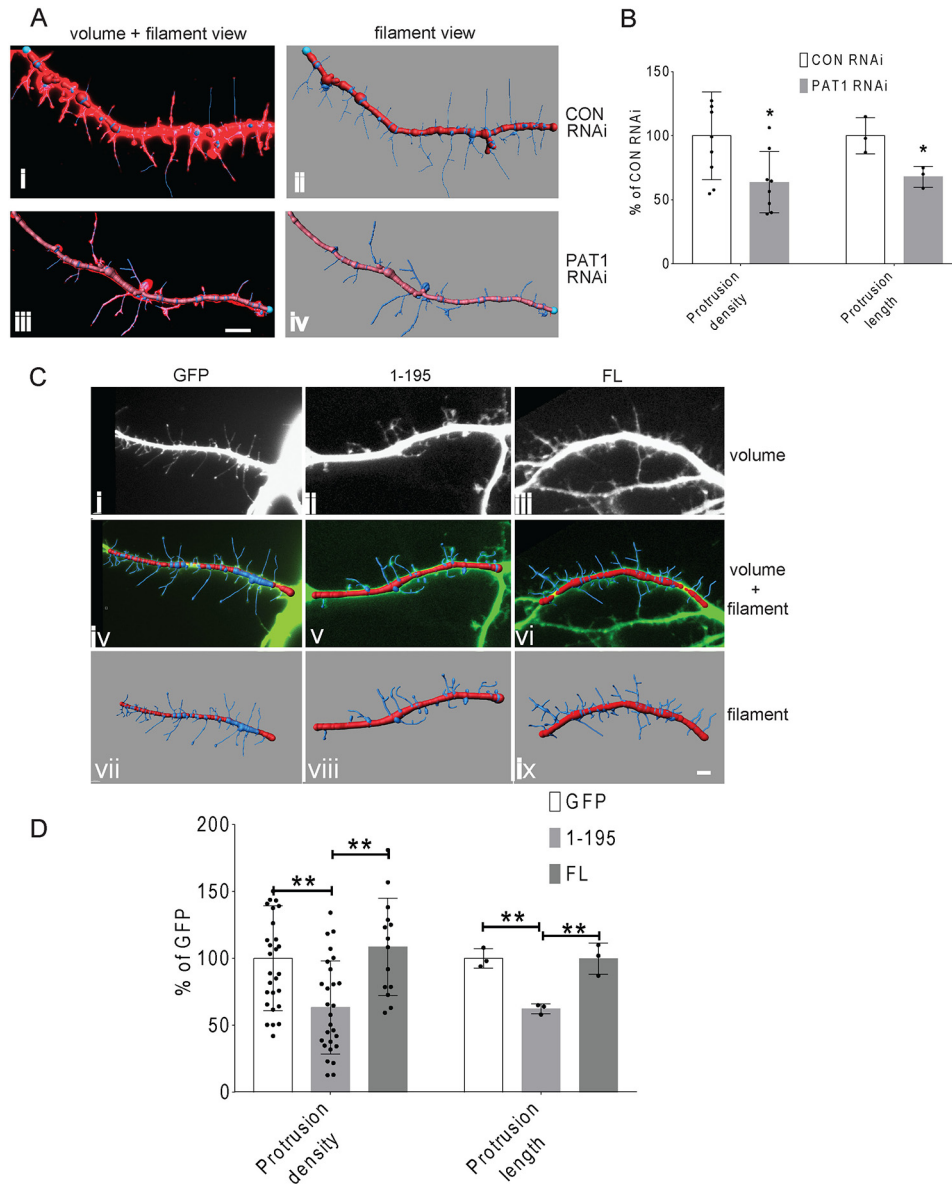 A
volume + filament view
filament view
i
ii
CON
RNAi
iii
iv
PAT1
RNAi
B
CON RNAi
PAT1 RNAi
% of CON RNAi
150
100
50
0
*
*
Protrusion
density
Protrusion
length
C
GFP
1-195
FL
i
ii
iii
volume
iv
v
vi
volume
+
filament
vii
viii
ix
filament
D
GFP
1-195
FL
% of GFP
200
150
100
50
0
**
**
**
**
Protrusion
density
Protrusion
length